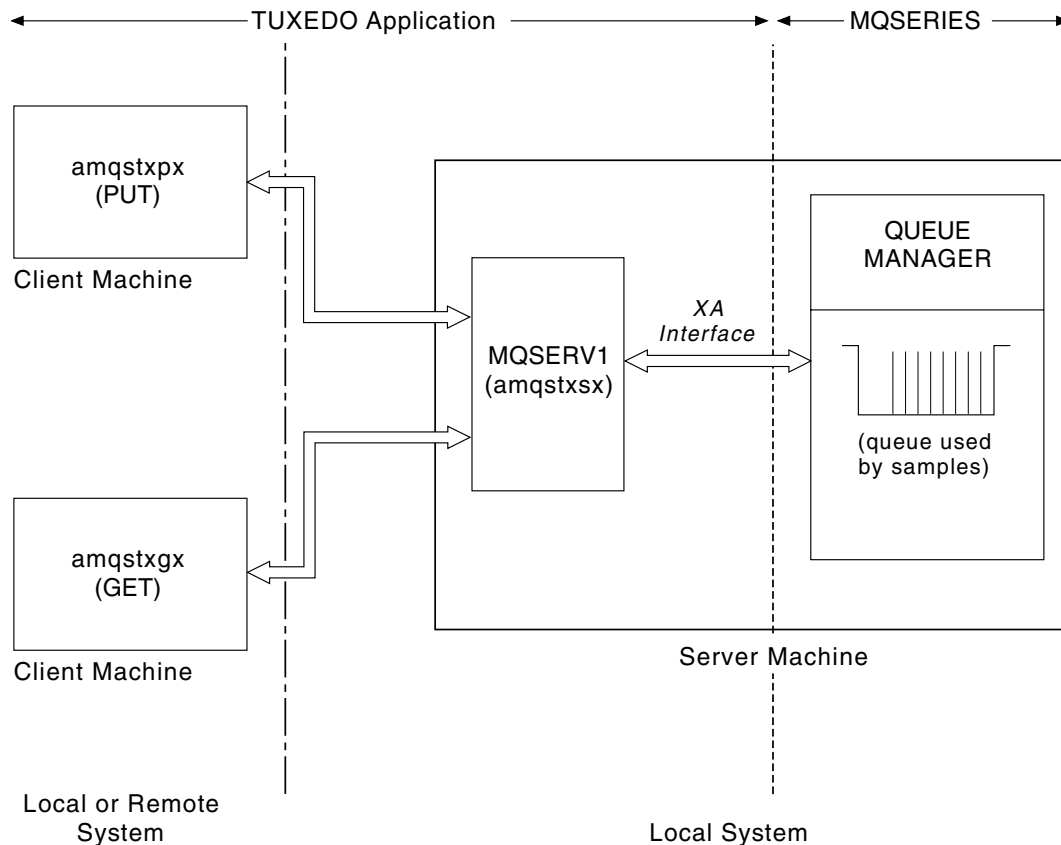 TUXEDO Application
MQSERIES
amqstxpx
(PUT)
Client Machine
QUEUE
MANAGER
XA
Interface
MQSERV1
(amqstxsx)
(queue used
by samples)
amqstxgx
(GET)
Client Machine
Server Machine
Local or Remote
System
Local System